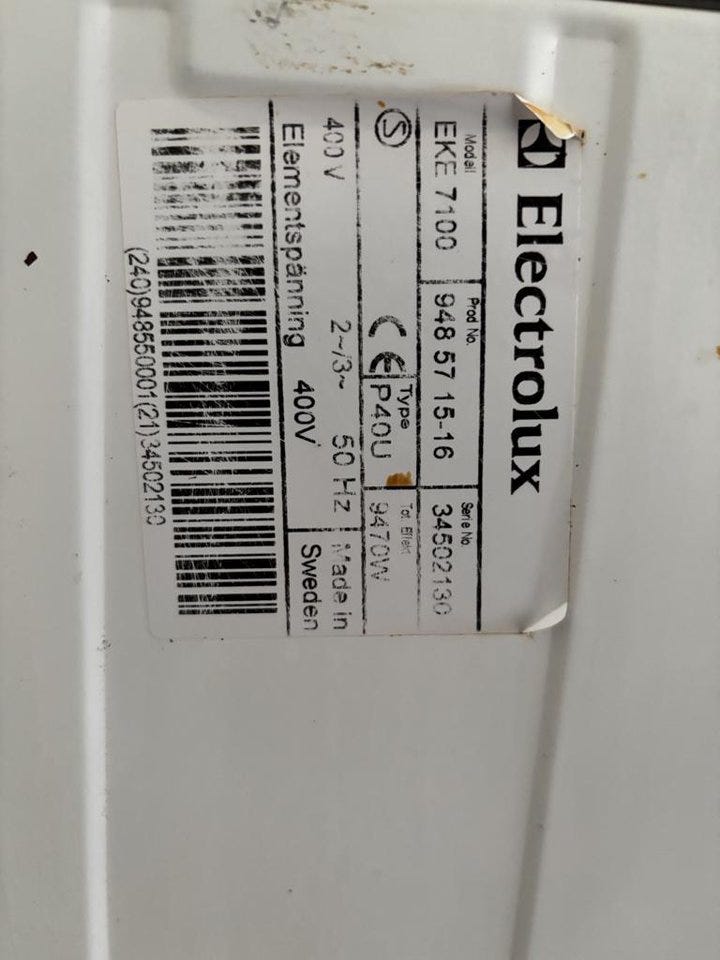 Electrolux
Modell Prod No. Serie No.
EKE 7100 948 57 15-16 34502130
S CE Type P40U Tot. Effekt 9470W
400 V 2~/3~ 50 Hz Made in
Elementspänning 400V Sweden
(240)948550001(21)34502130